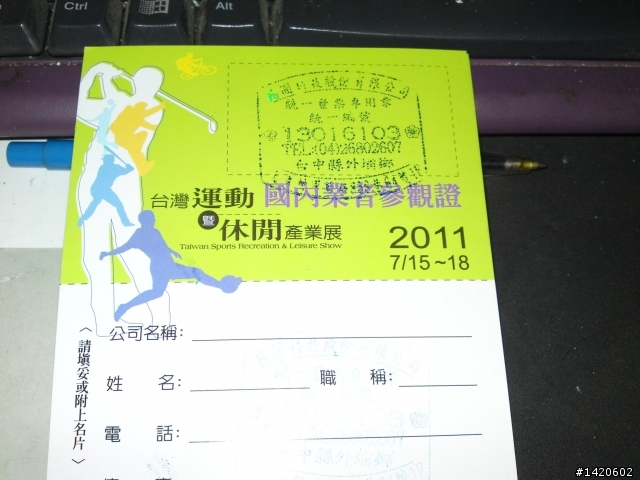 Ctrl
Alt
統一發票專用章
統一編號
13016103
TEL:(04)26802607
台中縣外埔鄉
台灣 運動 國內業者參觀證
暨 休閒 產業展
Taiwan Sports Recreation & Leisure Show
2011
7/15~18
公司名稱:
〈請填妥或附上名片〉
姓 名:
職 稱:
電 話:
#1420602